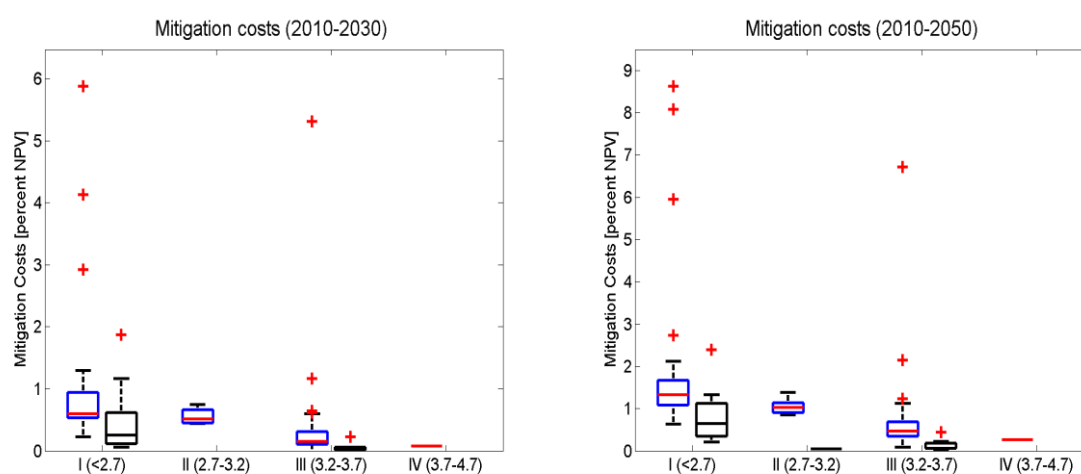 Mitigation costs (2010-2030)
Mitigation Costs [percent NPV]
6
5
4
3
2
1
0
I (<2.7) II (2.7-3.2) III (3.2-3.7) IV (3.7-4.7)
Mitigation costs (2010-2050)
Mitigation Costs [percent NPV]
9
8
7
6
5
4
3
2
1
0
I (<2.7) II (2.7-3.2) III (3.2-3.7) IV (3.7-4.7)